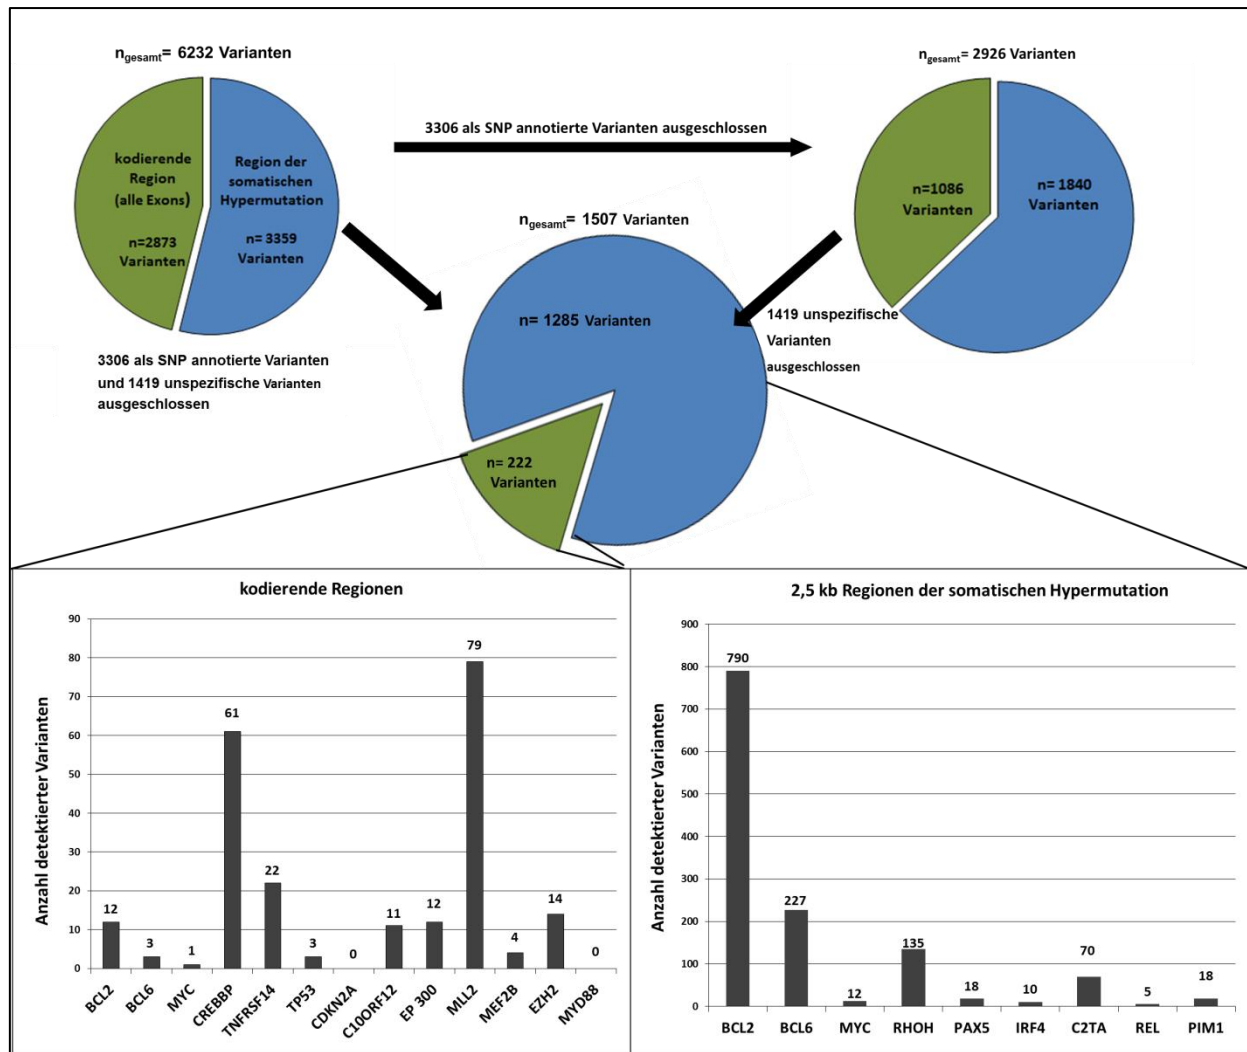 n_gesamt= 6232 Varianten
kodierende
Region
(alle Exons)
n=2873
Varianten
Region der
somatischen
Hypermutation
n= 3359
Varianten
3306 als SNP annotierte Varianten ausgeschlossen
n_gesamt= 2926 Varianten
n=1086
Varianten
n= 1840
Varianten
3306 als SNP annotierte Varianten
und 1419 unspezifische Varianten
ausgeschlossen
n_gesamt= 1507 Varianten
n= 1285 Varianten
n= 222
Varianten
1419 unspezifische
Varianten
ausgeschlossen
kodierende Regionen
Anzahl detektierter Varianten
90
80
70
60
50
40
30
20
10
0
12
3
1
61
22
3
0
11
12
79
4
14
0
BCL2
BCL6
MYC
CREBBP
TNFRSF14
TP53
CDKN2A
C10ORF12
EP 300
MLL2
MEF2B
EZH2
MYD88
2,5 kb Regionen der somatischen Hypermutation
Anzahl detektierter Varianten
900
800
700
600
500
400
300
200
100
0
790
227
12
135
18
10
70
5
18
BCL2
BCL6
MYC
RHOH
PAX5
IRF4
C2TA
REL
PIM1